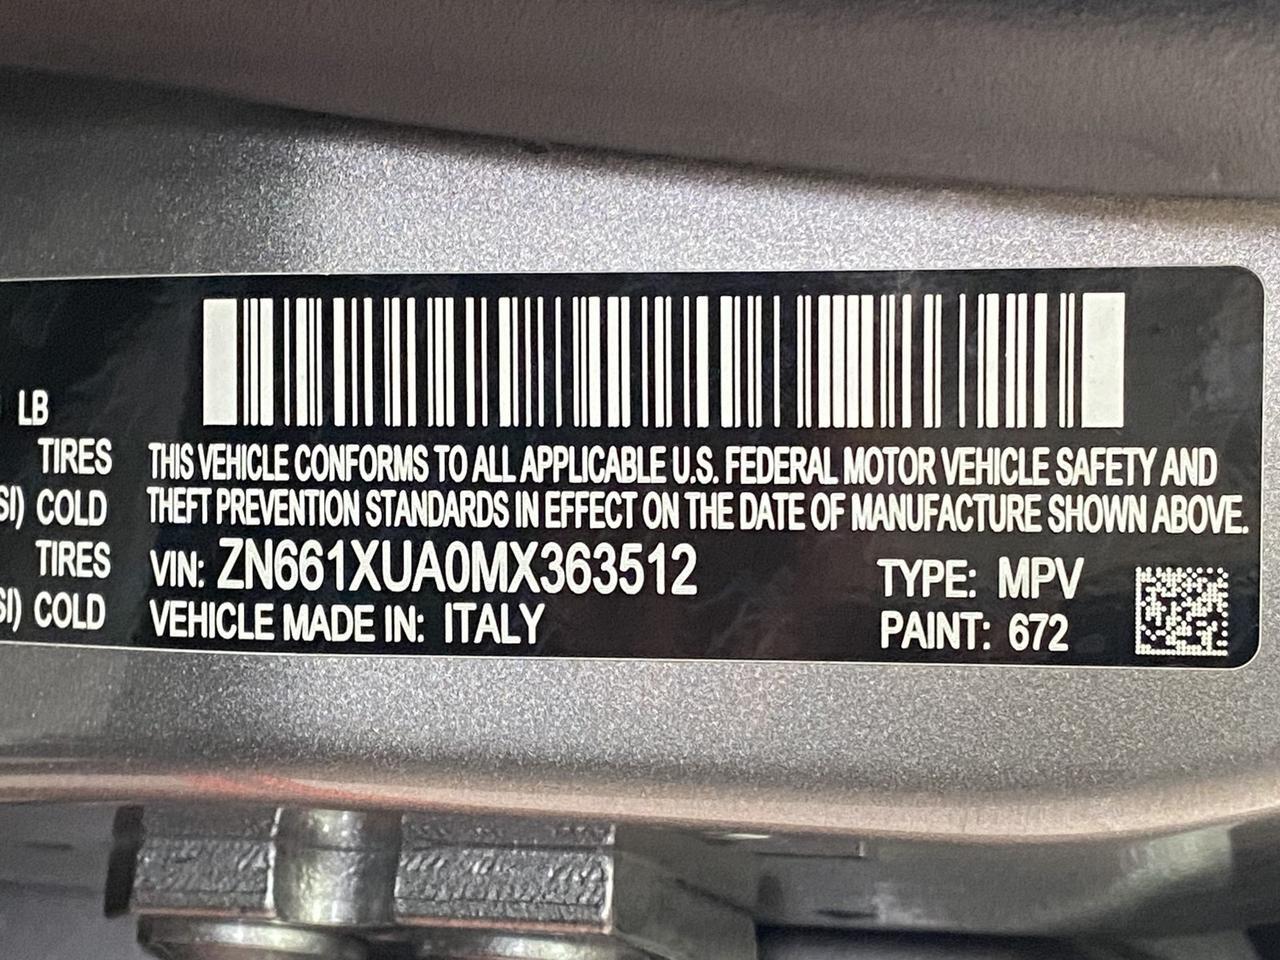 LB
TIRES
SI) COLD
TIRES
SI) COLD
THIS VEHICLE CONFORMS TO ALL APPLICABLE U.S. FEDERAL MOTOR VEHICLE SAFETY AND
THEFT PREVENTION STANDARDS IN EFFECT ON THE DATE OF MANUFACTURE SHOWN ABOVE.
VIN: ZN661XUA0MX363512
TYPE: MPV
VEHICLE MADE IN: ITALY
PAINT: 672